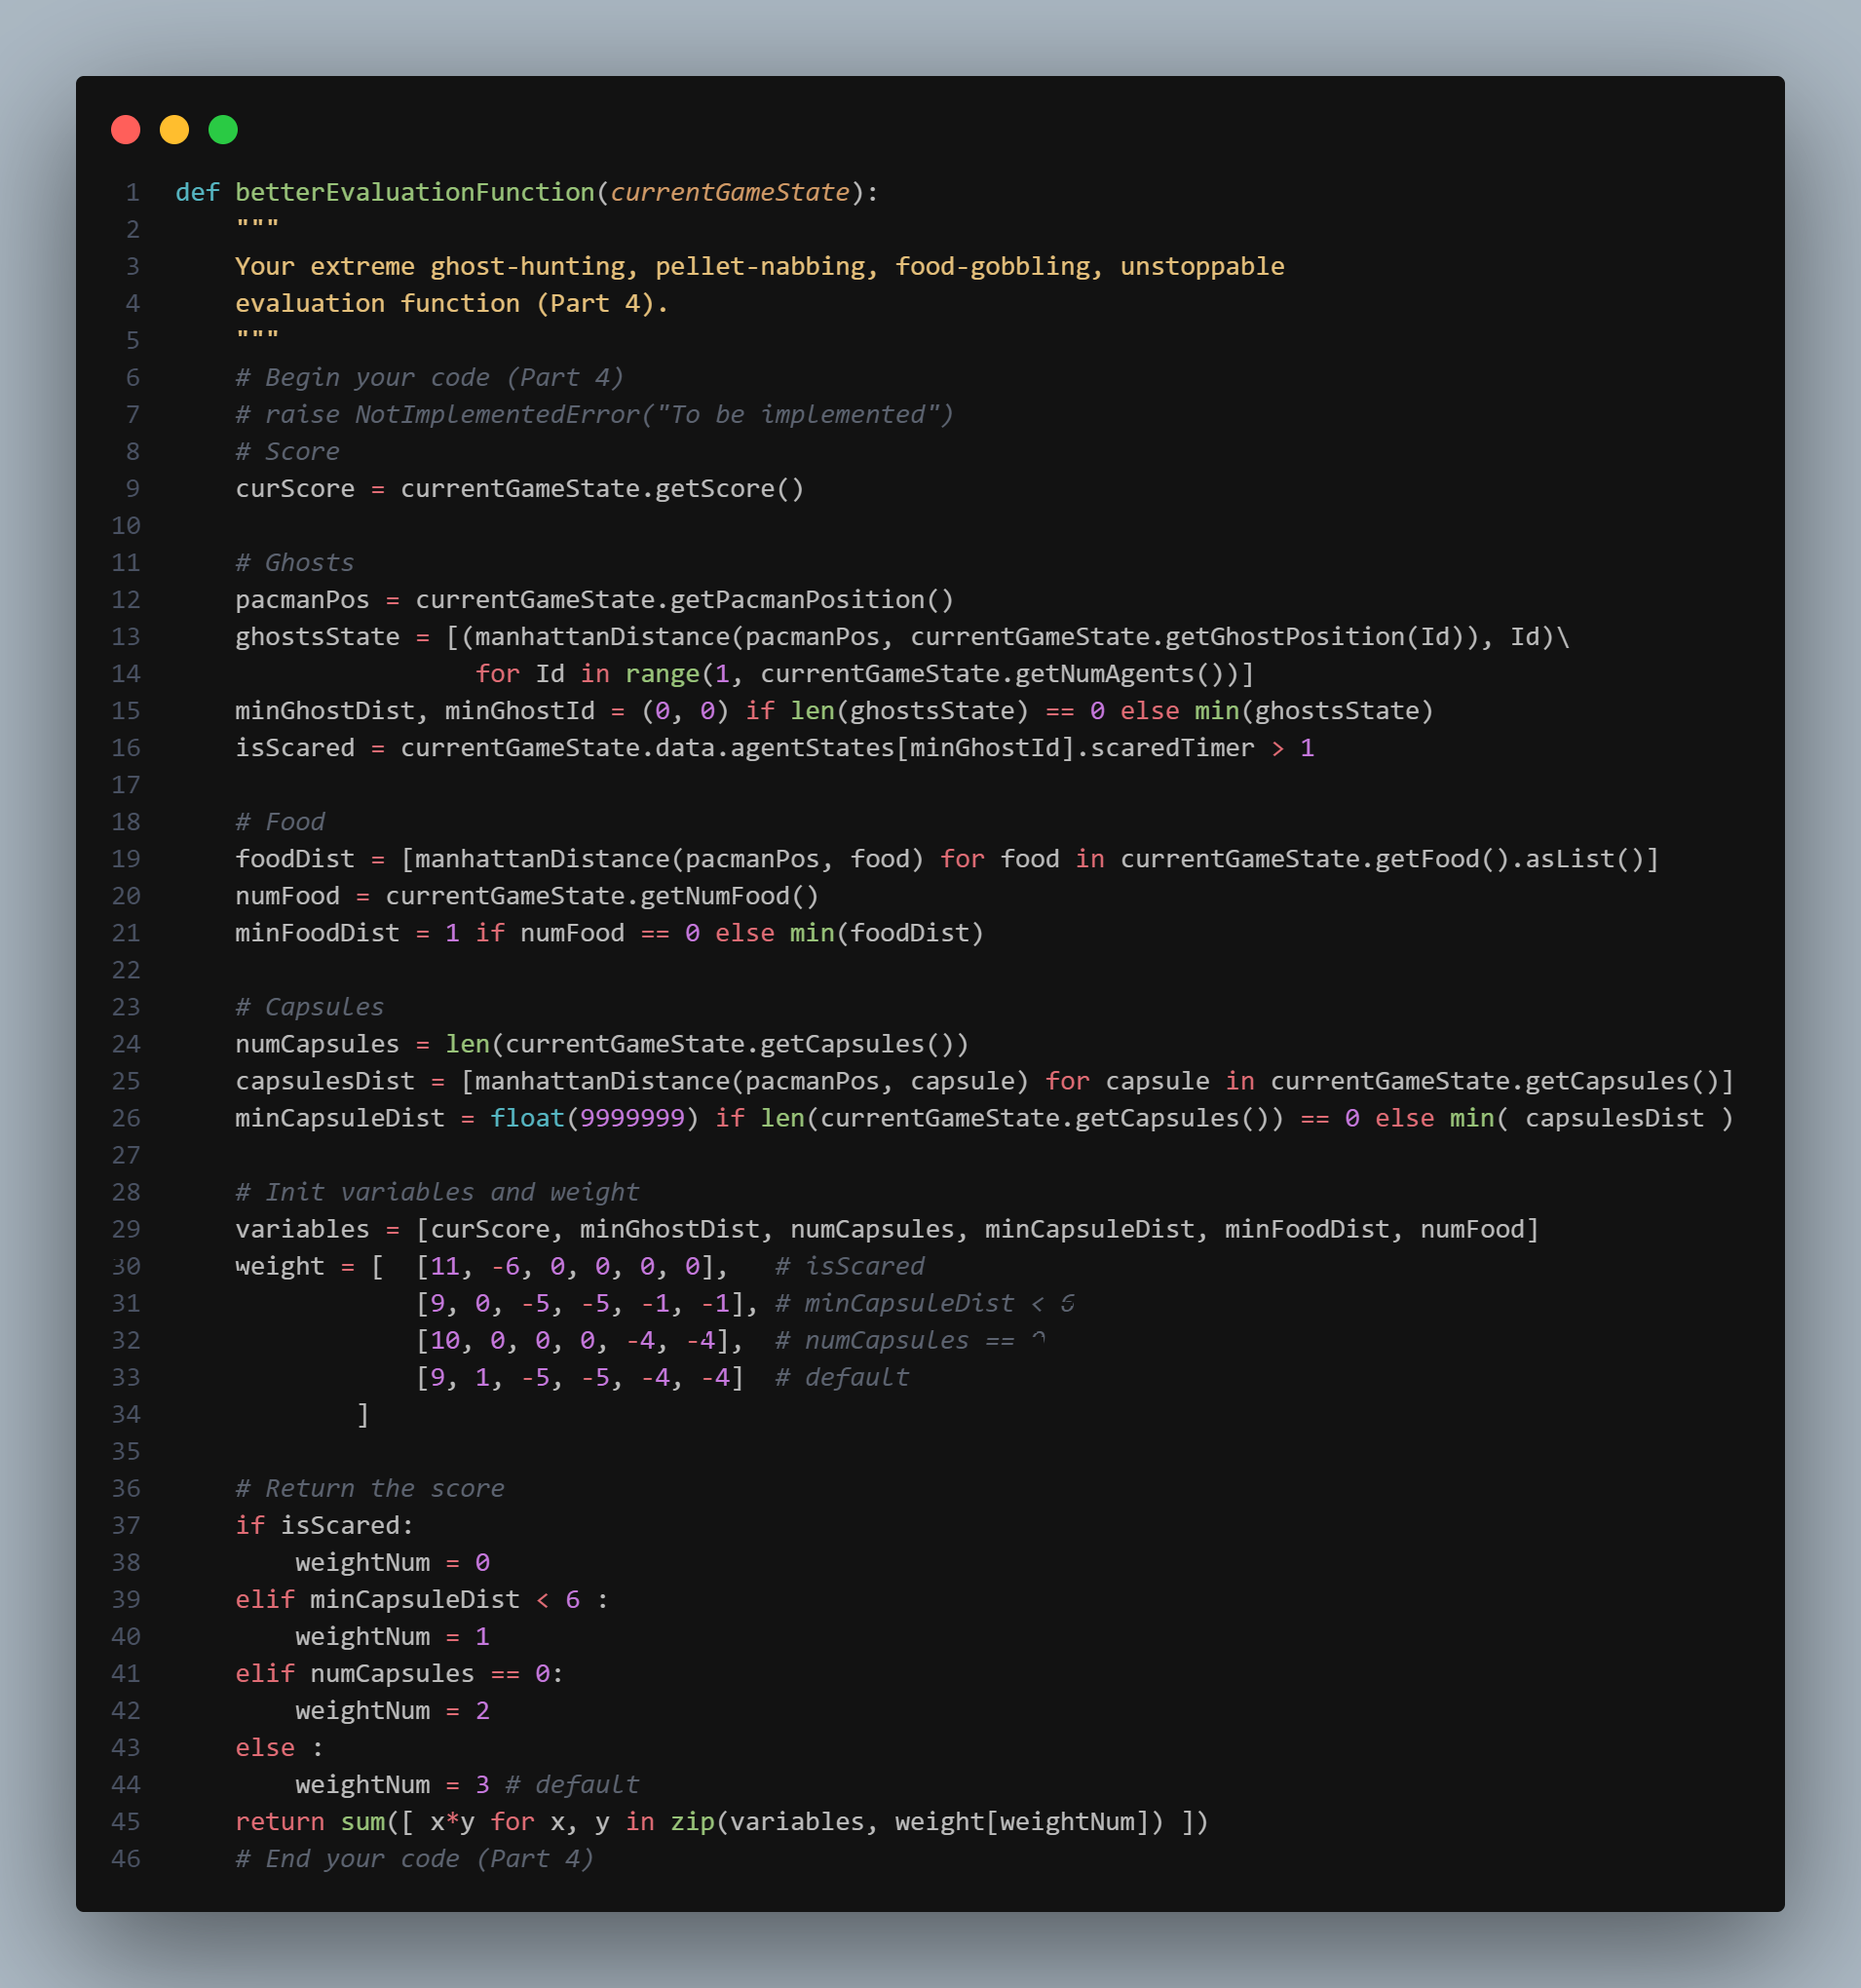 1 def betterEvaluationFunction(currentGameState):
2     """
3     Your extreme ghost-hunting, pellet-nabbing, food-gobbling, unstoppable
4     evaluation function (Part 4).
5     """
6     # Begin your code (Part 4)
7     # raise NotImplementedError("To be implemented")
8     # Score
9     curScore = currentGameState.getScore()
10
11     # Ghosts
12     pacmanPos = currentGameState.getPacmanPosition()
13     ghostsState = [(manhattanDistance(pacmanPos, currentGameState.getGhostPosition(Id)), Id)\
14                     for Id in range(1, currentGameState.getNumAgents())]
15     minGhostDist, minGhostId = (0, 0) if len(ghostsState) == 0 else min(ghostsState)
16     isScared = currentGameState.data.agentStates[minGhostId].scaredTimer > 1
17
18     # Food
19     foodDist = [manhattanDistance(pacmanPos, food) for food in currentGameState.getFood().asList()]
20     numFood = currentGameState.getNumFood()
21     minFoodDist = 1 if numFood == 0 else min(foodDist)
22
23     # Capsules
24     numCapsules = len(currentGameState.getCapsules())
25     capsulesDist = [manhattanDistance(pacmanPos, capsule) for capsule in currentGameState.getCapsules()]
26     minCapsuleDist = float(9999999) if len(currentGameState.getCapsules()) == 0 else min( capsulesDist )
27
28     # Init variables and weight
29     variables = [curScore, minGhostDist, numCapsules, minCapsuleDist, minFoodDist, numFood]
30     weight = [  [11, -6, 0, 0, 0, 0],   # isScared
31                 [9, 0, -5, -5, -1, -1], # minCapsuleDist < 6
32                 [10, 0, 0, 0, -4, -4],  # numCapsules ==
33                 [9, 1, -5, -5, -4, -4]  # default
34             ]
35
36     # Return the score
37     if isScared:
38         weightNum = 0
39     elif minCapsuleDist < 6 :
40         weightNum = 1
41     elif numCapsules == 0:
42         weightNum = 2
43     else :
44         weightNum = 3 # default
45     return sum([ x*y for x, y in zip(variables, weight[weightNum]) ])
46     # End your code (Part 4)